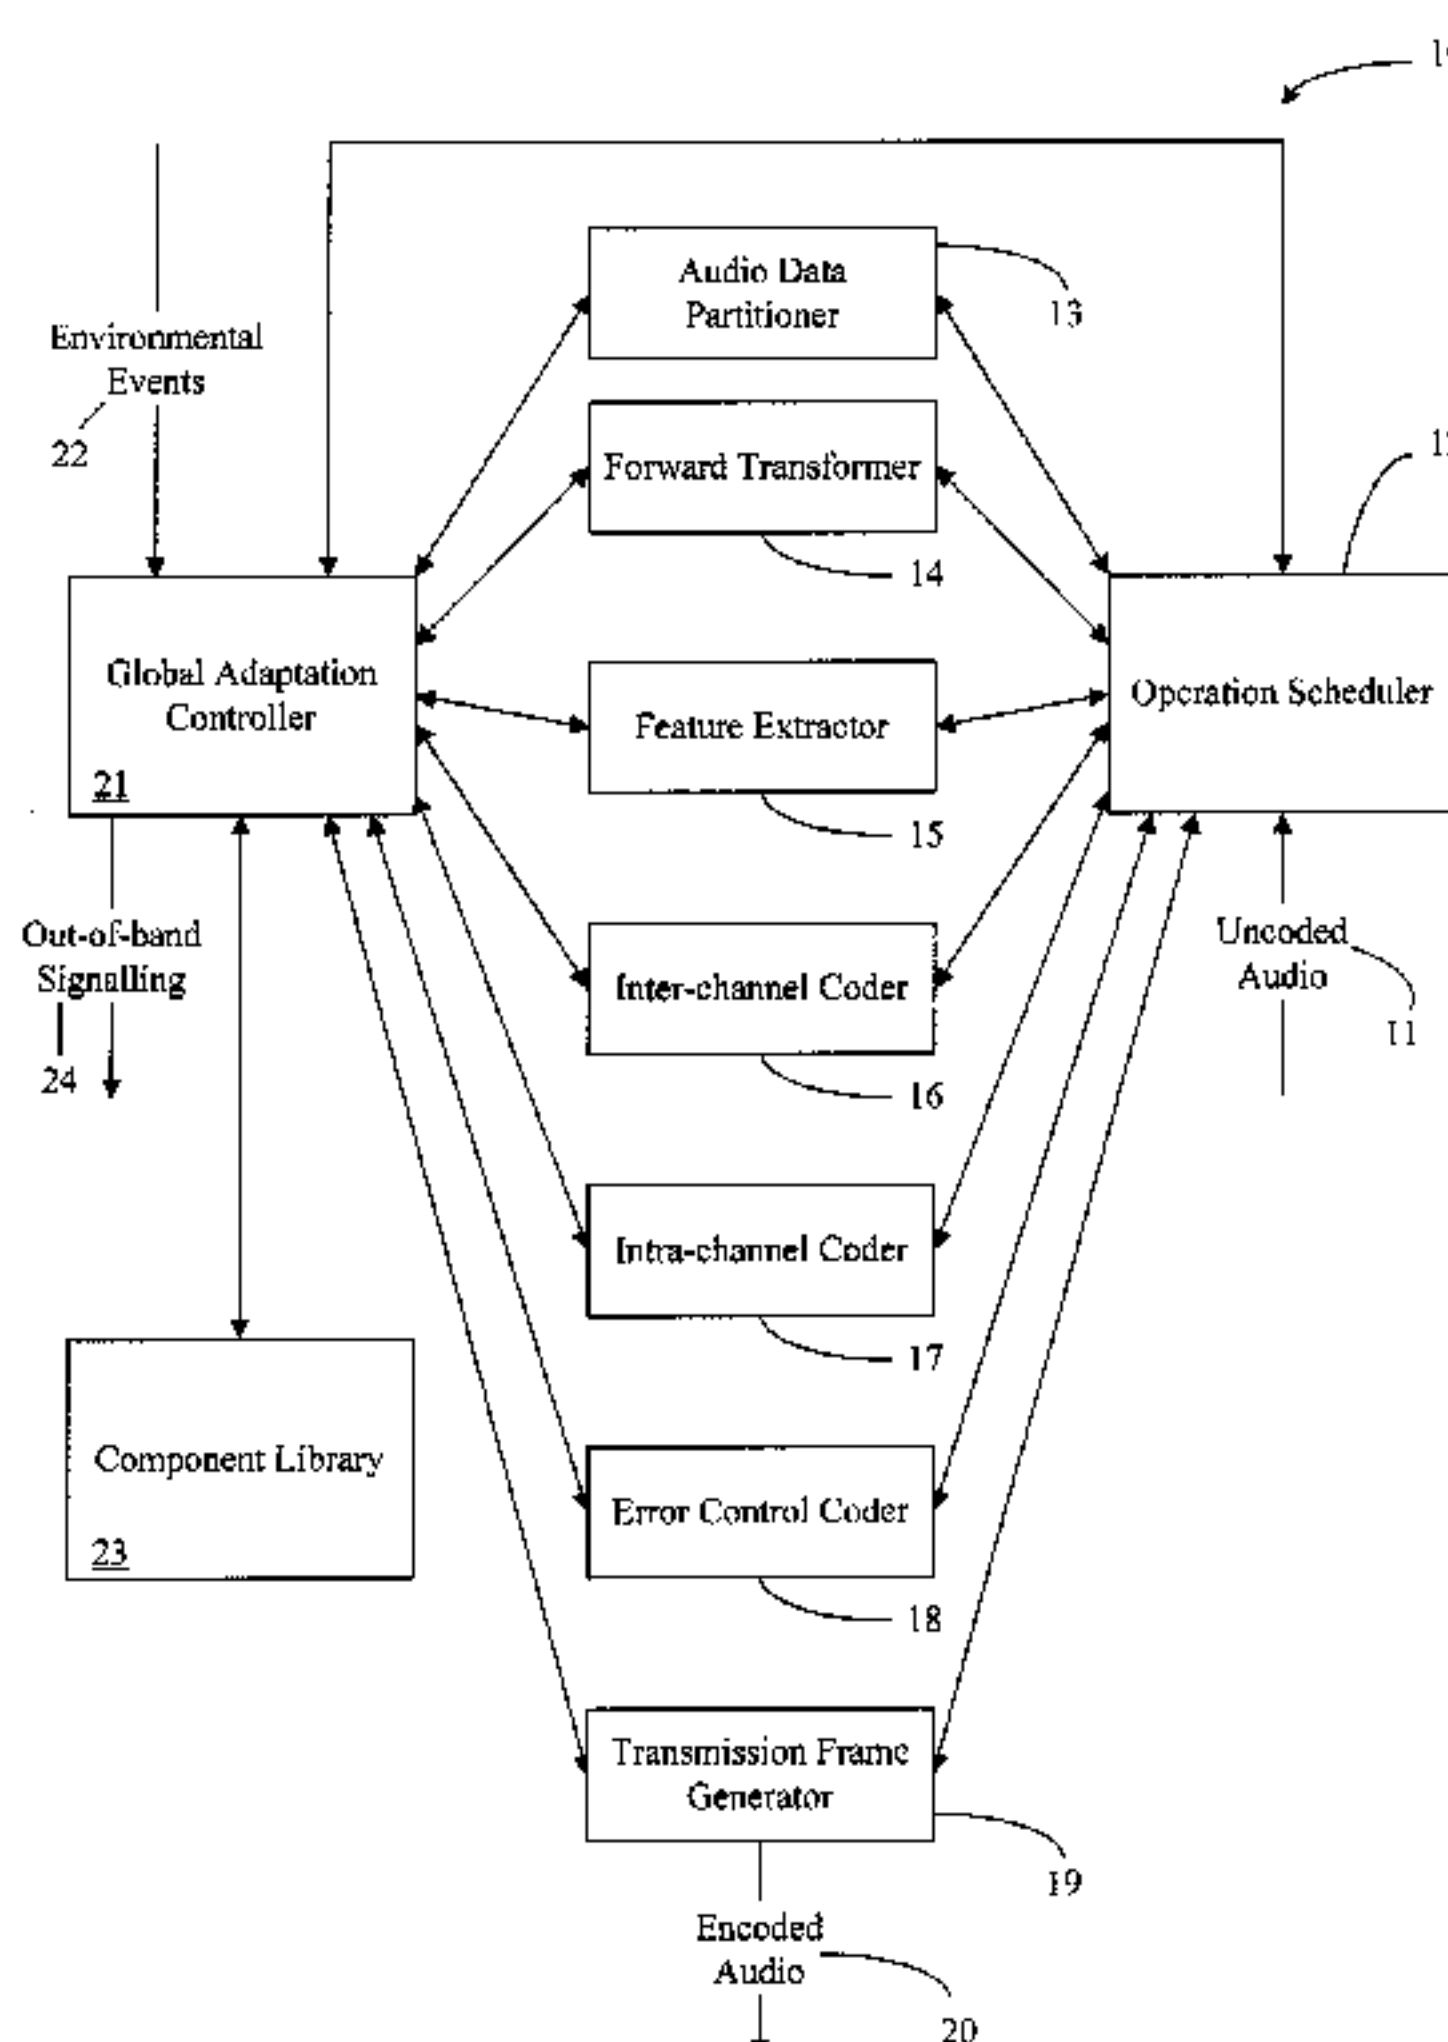 Audio Data
Partitioner
13
Environmental
Events
22
Forward Transformer
14
Global Adaptation
Controller
21
Feature Extractor
15
Operation Scheduler
Out-of-band
Signalling
24
Inter-channel Coder
16
Uncoded
Audio
11
Intra-channel Coder
17
Component Library
23
Error Control Coder
18
Transmission Frame
Generator
19
Encoded
Audio
20